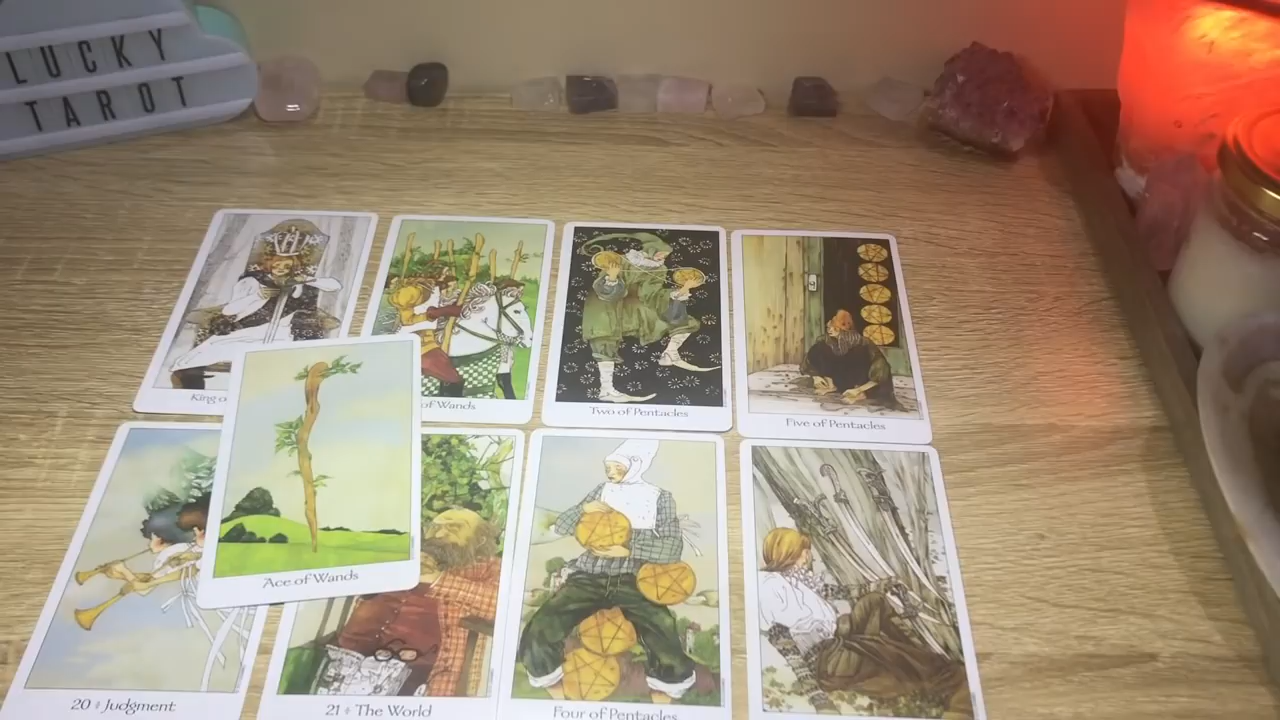 LUCKY
TAROT
King o
of Wands
Two of Pentacles
Five of Pentacles
Ace of Wands
20 Judgment
21 The World
Four of Pentacles